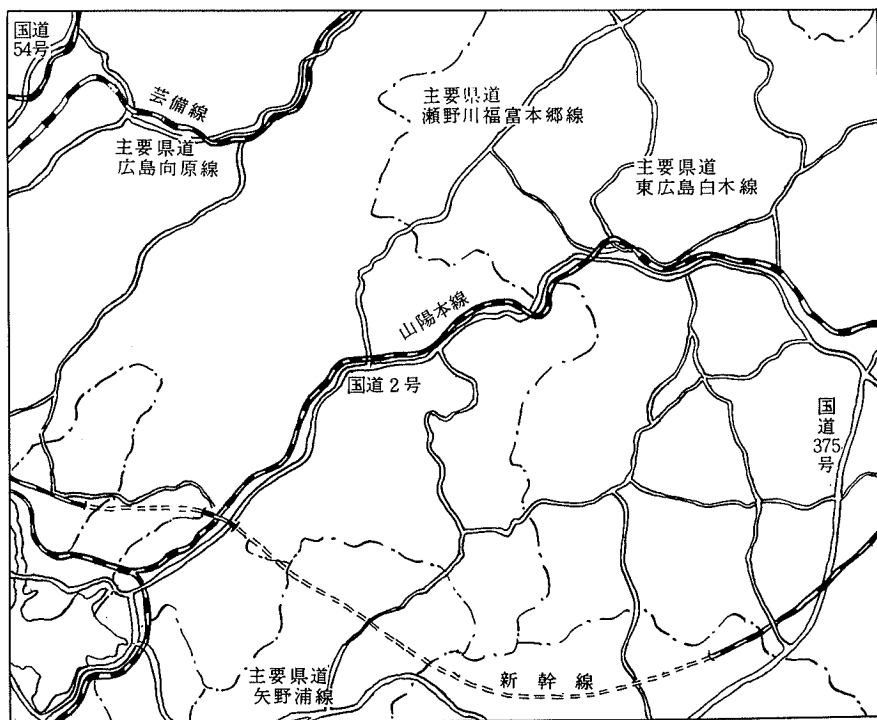 国道
54号
芸備線
主要県道
広島向原線
主要県道
瀬野川福富本郷線
主要県道
東広島白木線
山陽本線
国道2号
国道
375
号
主要県道
矢野浦線
新幹線